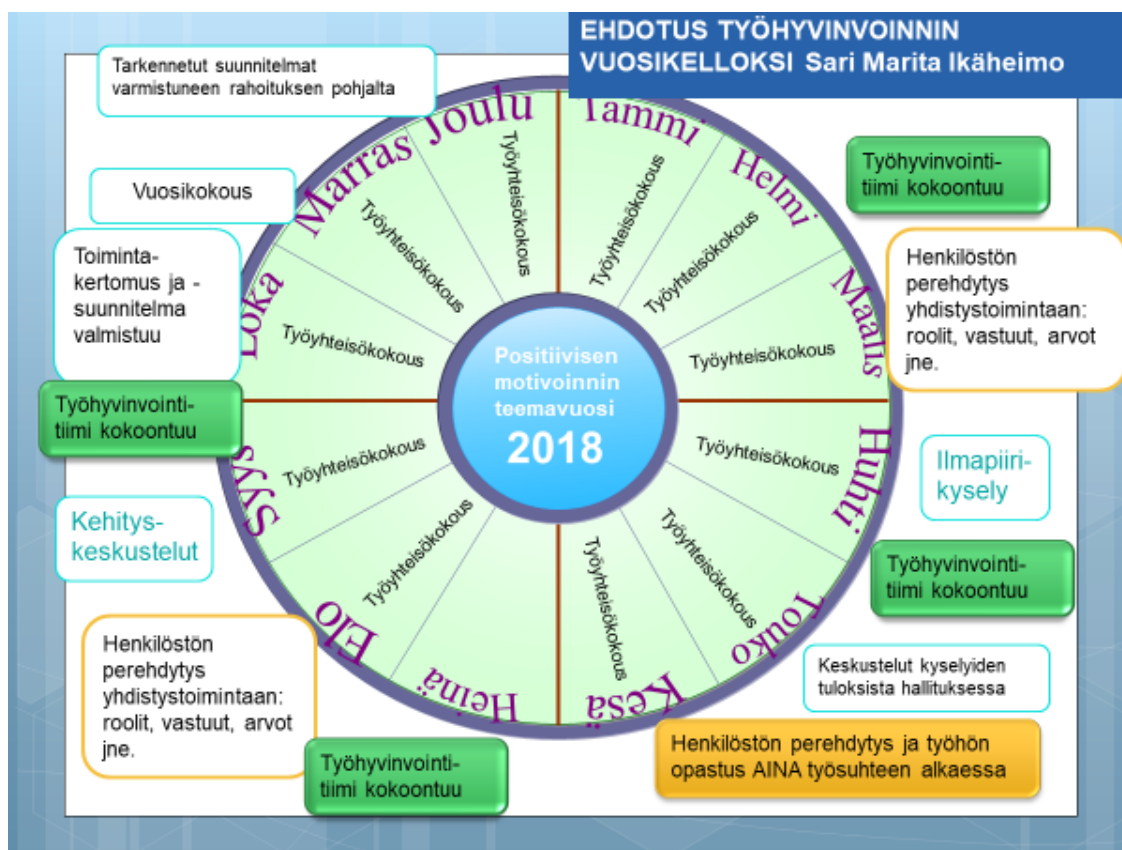 EHDOTUS TYÖHYVINVOINNIN
VUOSIKELLOKSI Sari Marita Ikäheimo
Tarkennetut suunnitelmat
varmistuneen rahoituksen pohjalta
Vuosikokous
Toiminta-
kertomus ja -
suunnitelma
valmistuu
Työhyvinvointi-
tiimi kokoontuu
Kehitys-
keskustelut
Henkilöstön
perehdytys
yhdistystoimintaan:
roolit, vastuut, arvot
jne.
Työhyvinvointi-
tiimi kokoontuu
Tammi
Työyhteisökokous
Helmi
Työyhteisökokous
Maalis
Työyhteisökokous
Huhti
Työyhteisökokous
Touko
Työyhteisökokous
Kesä
Työyhteisökokous
Heinä
Elo
Työyhteisökokous
Syys
Työyhteisökokous
Loka
Työyhteisökokous
Marras
Työyhteisökokous
Joulu
Työyhteisökokous
Positiivisen
motivoinnin
teemavuosi
2018
Työhyvinvointi-
tiimi kokoontuu
Henkilöstön
perehdytys
yhdistystoimintaan:
roolit, vastuut, arvot
jne.
Ilmapiiri-
kysely
Työhyvinvointi-
tiimi kokoontuu
Keskustelut kyselyiden
tuloksista hallituksessa
Henkilöstön perehdytys ja työhön
opastus AINA työsuhteen alkaessa